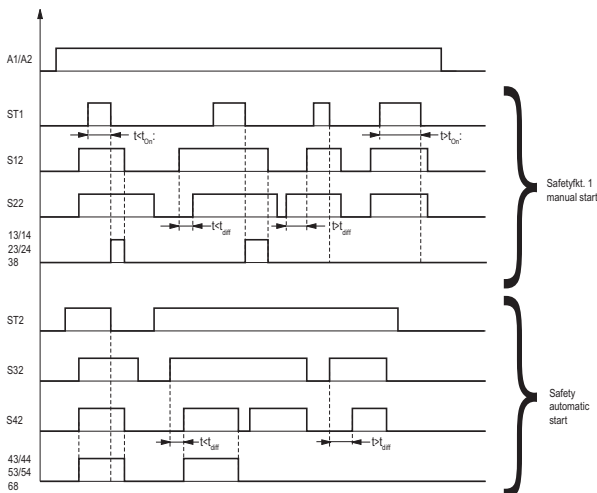 A1/A2
ST1
t<tOn:
t>tOn:
S12
S22
t<tdiff
t>tdiff
13/14
23/24
38
Safetyfkt. 1
manual start
ST2
S32
S42
t<tdiff
t>tdiff
43/44
53/54
68
Safety
automatic
start